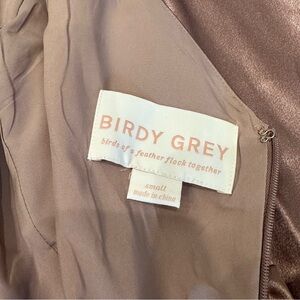 BIRDY GREY
birds of a feather flock together
small
made in china